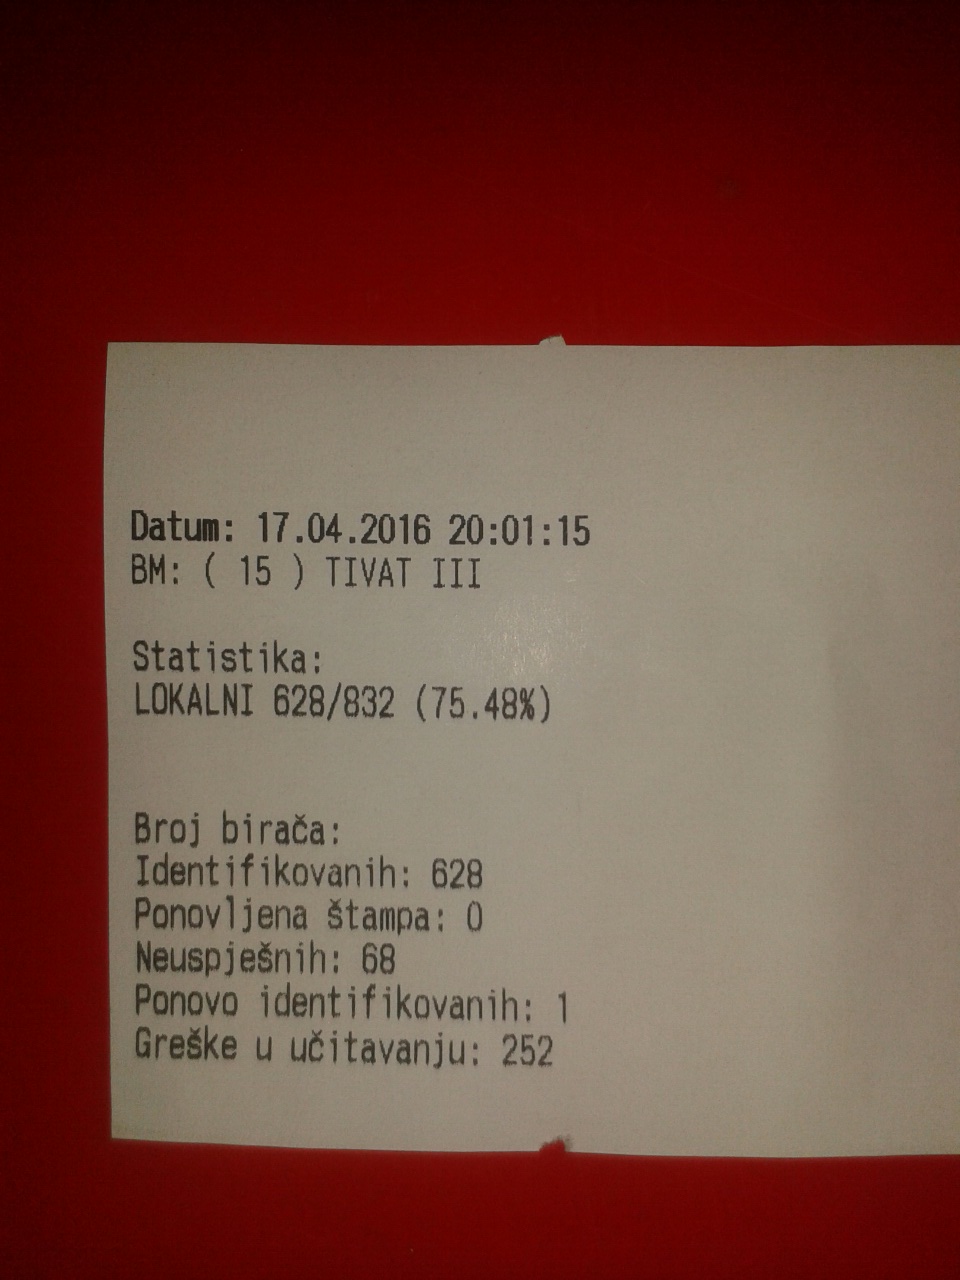 Datum: 17.04.2016 20:01:15
BM: ( 15 ) TIVAT III
Statistika:
LOKALNI 628/832 (75.48%)
Broj birača:
Identifikovanih: 628
Ponovljena štampa: 0
Neuspješnih: 68
Ponovo identifikovanih: 1
Greške u učitavanju: 252